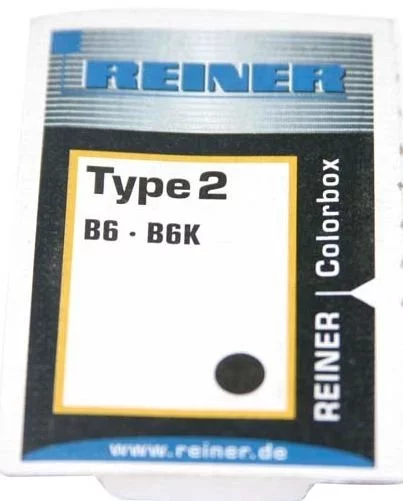 REINER
Type 2
B6 · B6K
REINER | Colorbox
www.reiner.de